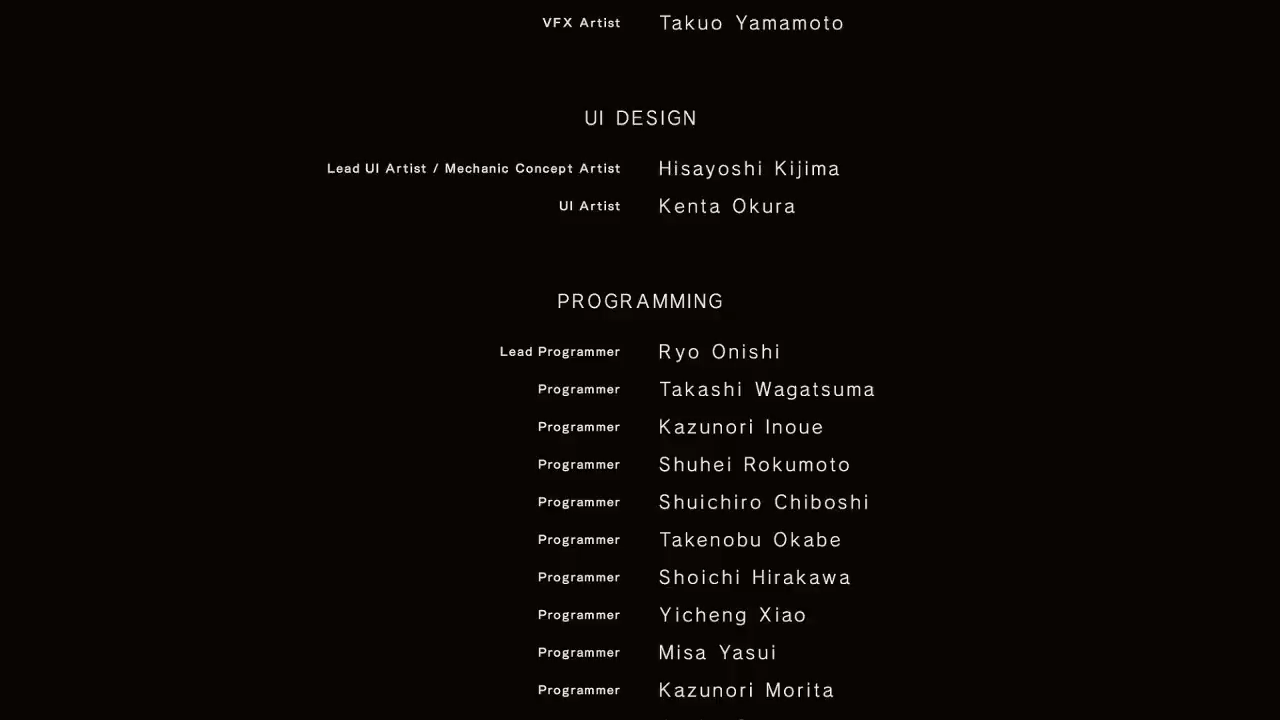 VFX Artist Takuo Yamamoto
UI DESIGN
Lead UI Artist / Mechanic Concept Artist Hisayoshi Kijima
UI Artist Kenta Okura
PROGRAMMING
Lead Programmer Ryo Onishi
Programmer Takashi Wagatsuma
Programmer Kazunori Inoue
Programmer Shuhei Rokumoto
Programmer Shuichiro Chiboshi
Programmer Takenobu Okabe
Programmer Shoichi Hirakawa
Programmer Yicheng Xiao
Programmer Misa Yasui
Programmer Kazunori Morita